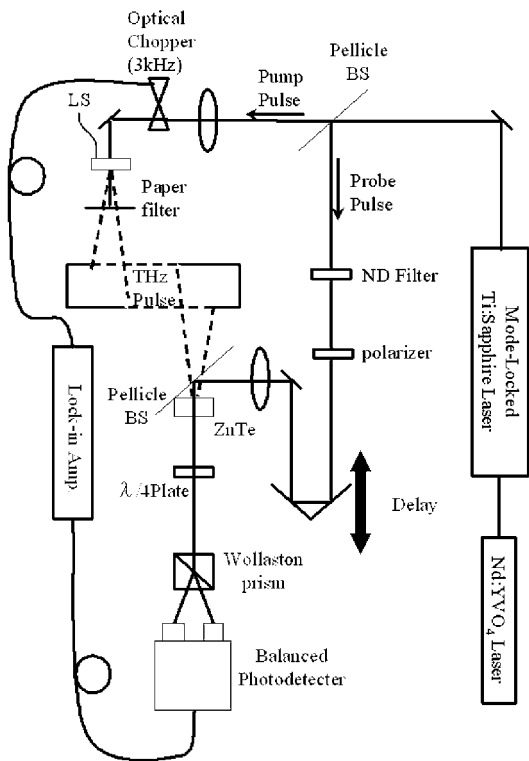 Optical
Chopper
(3kHz)
Pellicle
BS
Pump
Pulse
LS
Paper
filter
Probe
Pulse
THz
Pulse
ND Filter
polarizer
Mode-Locked
Ti:Sapphire Laser
Pellicle
BS
ZnTe
Lock-in Amp.
λ/4Plate
Delay
Wollaston
prism
Nd:YVO4 Laser
Balanced
Photodetecter